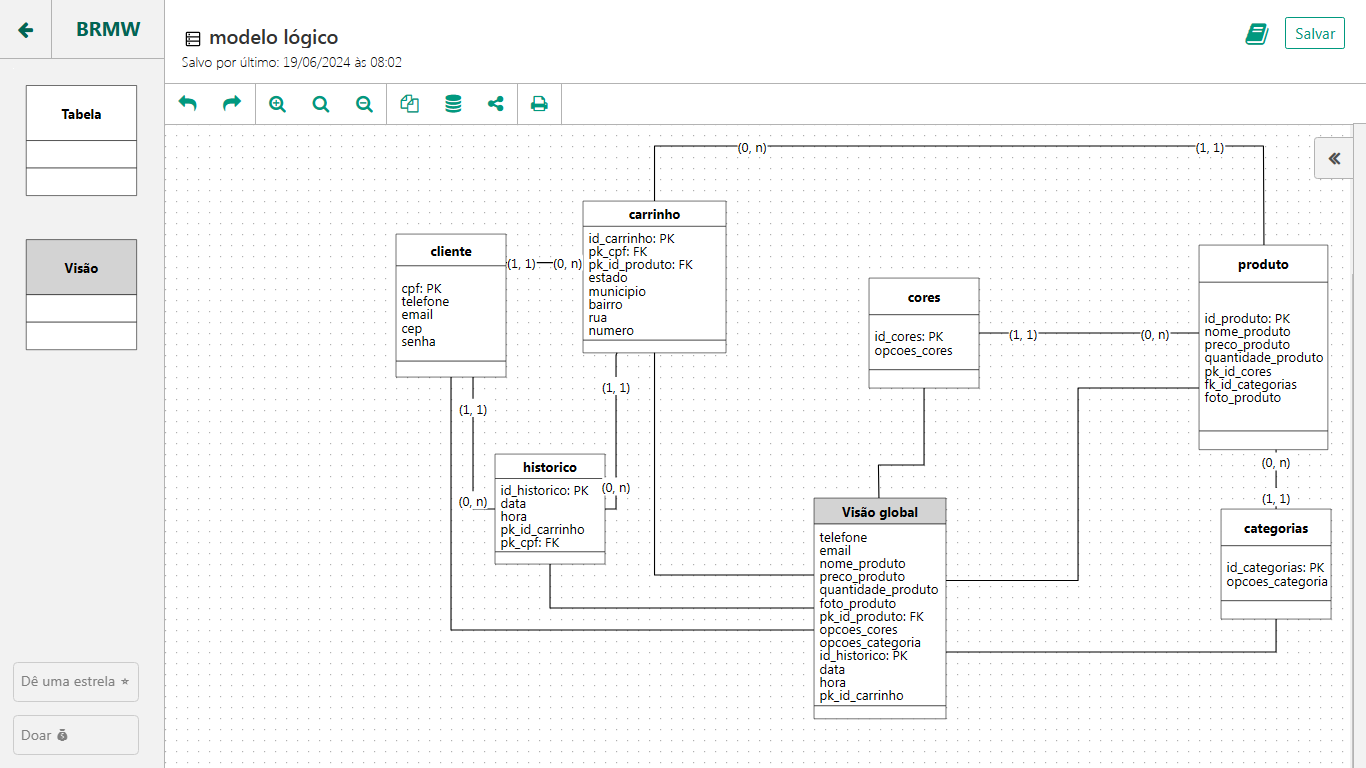 BRMW
modelo lógico
Salvo por último: 19/06/2024 às 08:02
Salvar
Tabela
Visão
Dê uma estrela
Doar
(0, n)
(1, 1)
carrinho
id_carrinho: PK
pk_cpf: FK
pk_id_produto: FK
estado
municipio
bairro
rua
numero
cliente
cpf: PK
telefone
email
cep
senha
(1, 1)
(0, n)
produto
id_produto: PK
nome_produto
preco_produto
quantidade_produto
pk_id_cores
fk_id_categorias
foto_produto
cores
id_cores: PK
opcoes_cores
(1, 1)
(0, n)
(1, 1)
(1, 1)
historico
id_historico: PK
data
hora
pk_id_carrinho
pk_cpf: FK
(0, n)
(0, n)
(0, n)
(1, 1)
Visão global
telefone
email
nome_produto
preco_produto
quantidade_produto
foto_produto
pk_id_produto: FK
opcoes_cores
opcoes_categoria
id_historico: PK
data
hora
pk_id_carrinho
categorias
id_categorias: PK
opcoes_categoria